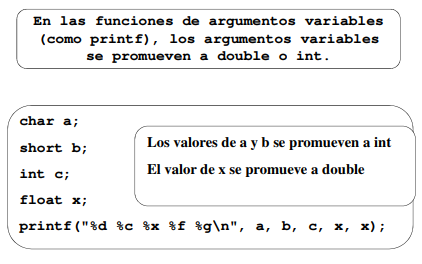 En las funciones de argumentos variables
(como printf), los argumentos variables
se promueven a double o int.
char a;
short b;
int c;
float x;
Los valores de a y b se promueven a int
El valor de x se promueve a double
printf("%d %c %x %f %g\n", a, b, c, x, x);